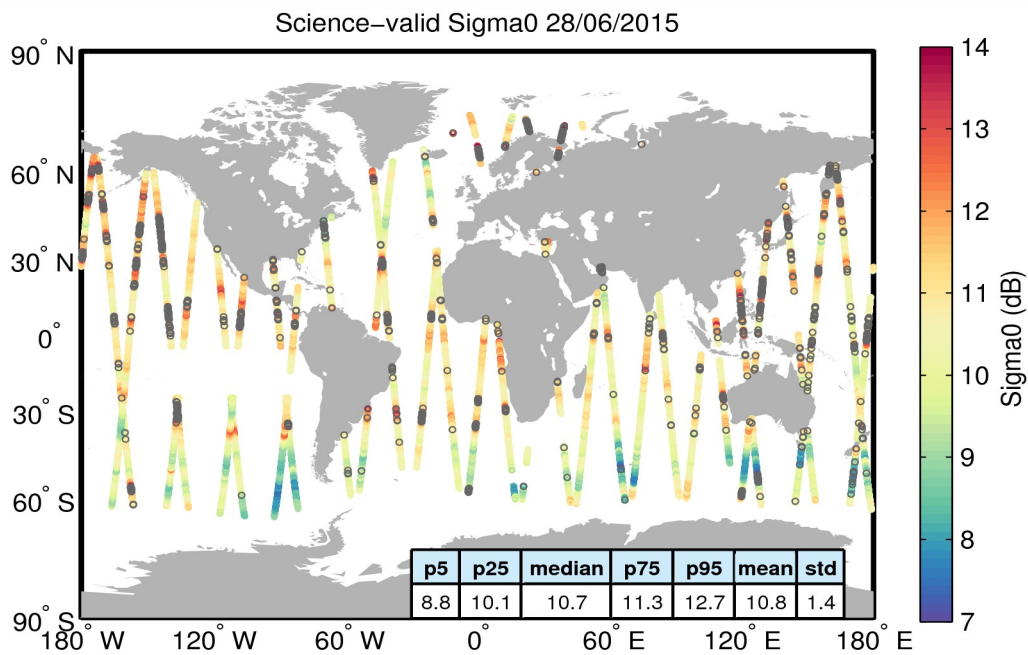 Science−valid Sigma0 28/06/2015
90° N
60° N
30° N
0°
30° S
60° S
90° S
180° W
120° W
60° W
0°
60° E
120° E
180° E
p5 p25 median p75 p95 mean std
8.8 10.1 10.7 11.3 12.7 10.8 1.4
14
13
12
11
10
9
8
7
Sigma0 (dB)